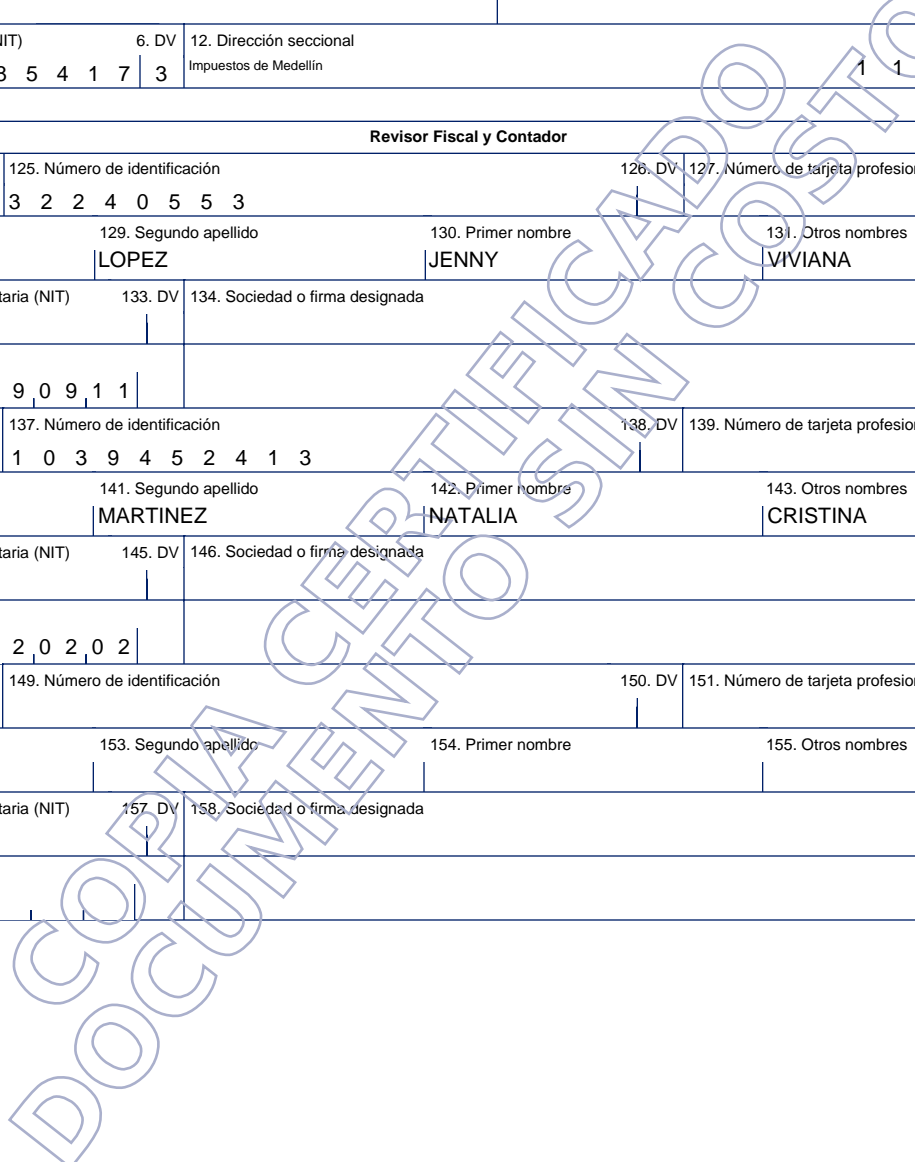 NIT) 6. DV 12. Dirección seccional
3 5 4 1 7 3 Impuestos de Medellín 1 1
Revisor Fiscal y Contador
125. Número de identificación 126. DV 127. Número de tarjeta profesion
3 2 2 4 0 5 5 3
129. Segundo apellido 130. Primer nombre 131. Otros nombres
LOPEZ JENNY VIVIANA
taria (NIT) 133. DV 134. Sociedad o firma designada
9 0 9 1 1
137. Número de identificación 138. DV 139. Número de tarjeta profesion
1 0 3 9 4 5 2 4 1 3
141. Segundo apellido 142. Primer nombre 143. Otros nombres
MARTINEZ NATALIA CRISTINA
taria (NIT) 145. DV 146. Sociedad o firma designada
2 0 2 0 2
149. Número de identificación 150. DV 151. Número de tarjeta profesion
153. Segundo apellido 154. Primer nombre 155. Otros nombres
taria (NIT) 157. DV 158. Sociedad o firma designada
COPIA CERTIFICADO
DOCUMENTO SIN COSTO